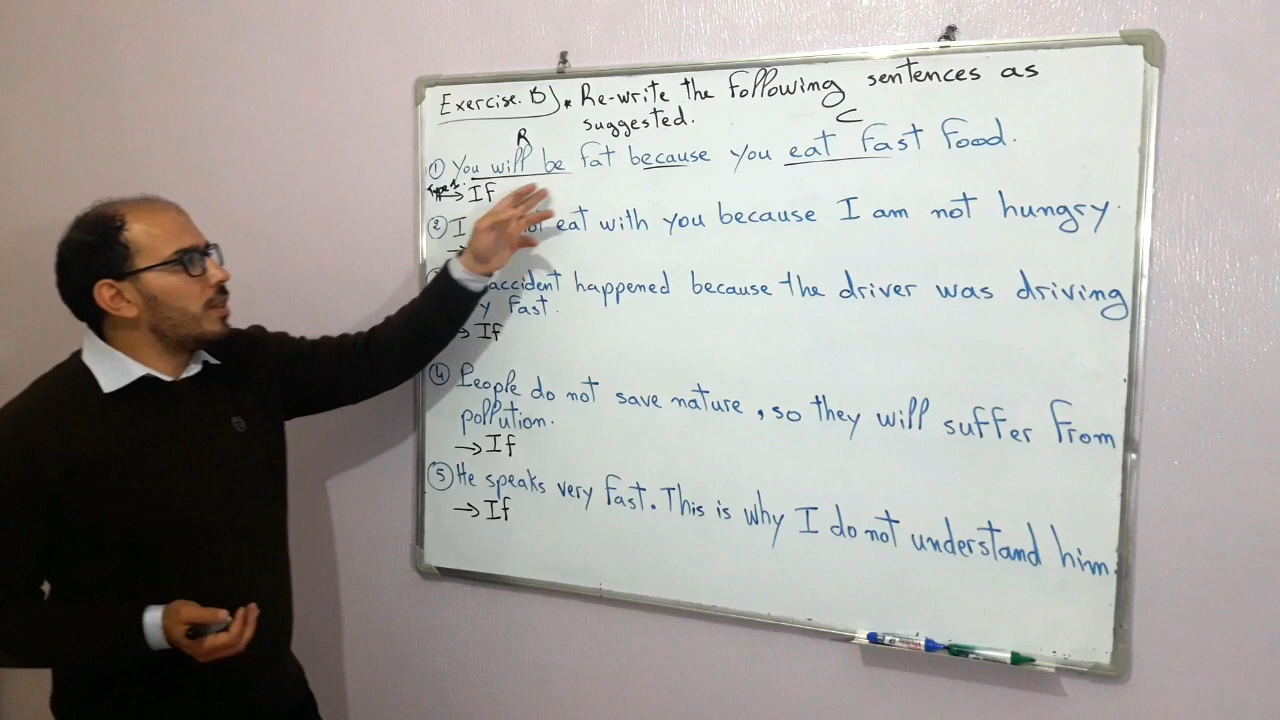 Exercise. B) * Re-write the following sentences as
suggested.
R
C
① You will be fat because you eat fast food.
Type 1.
→ If
② I not eat with you because I am not hungry.
→
accident happened because the driver was driving
y fast.
→ If
④ People do not save nature, so they will suffer from
pollution.
→ If
⑤ He speaks very fast. This is why I do not understand him.
→ If